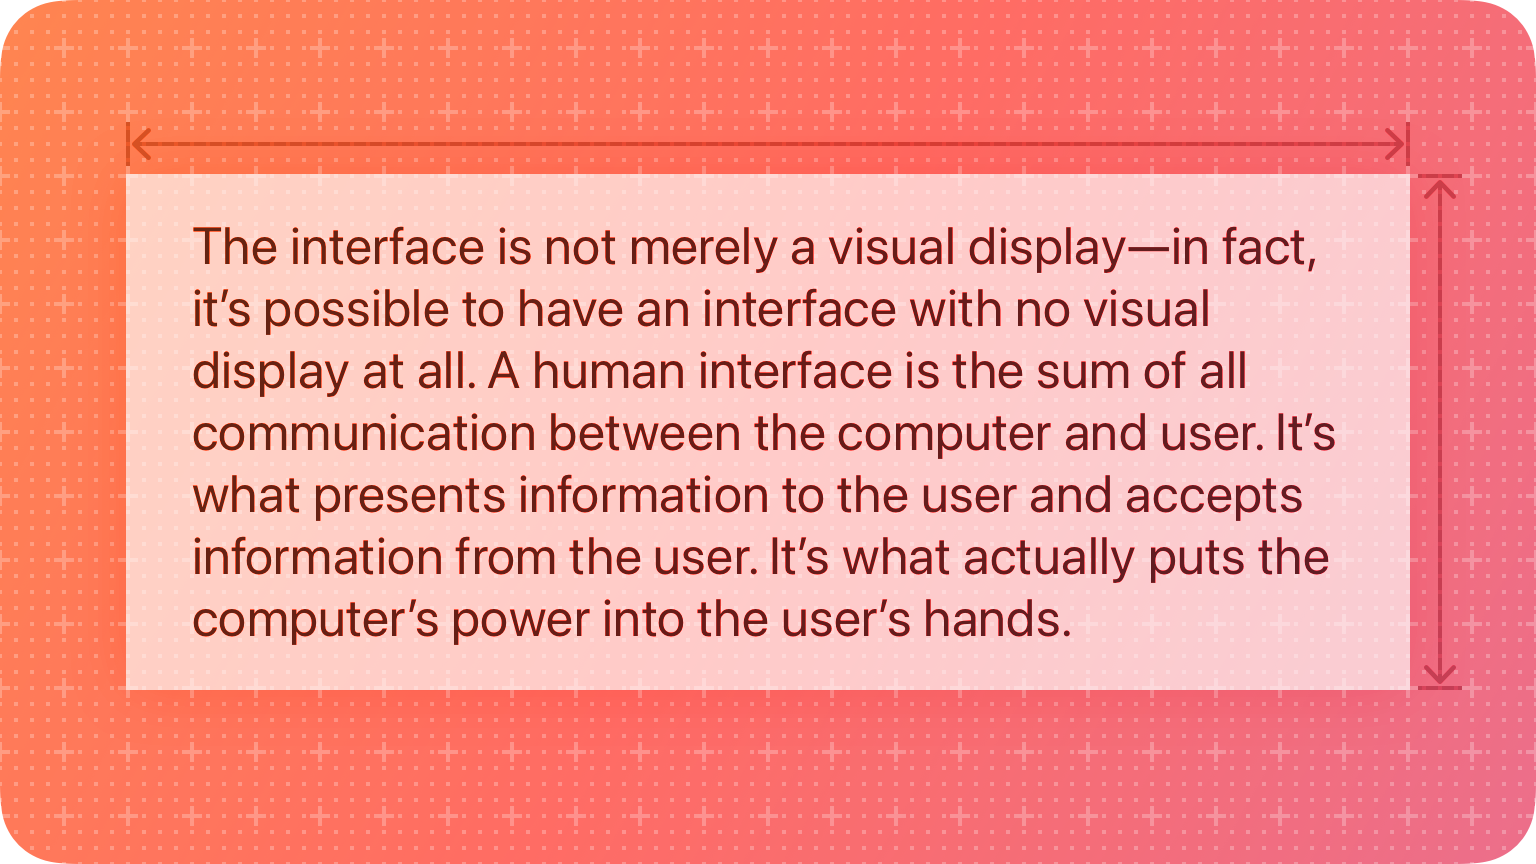 The interface is not merely a visual display—in fact,
it’s possible to have an interface with no visual
display at all. A human interface is the sum of all
communication between the computer and user. It’s
what presents information to the user and accepts
information from the user. It’s what actually puts the
computer’s power into the user’s hands.